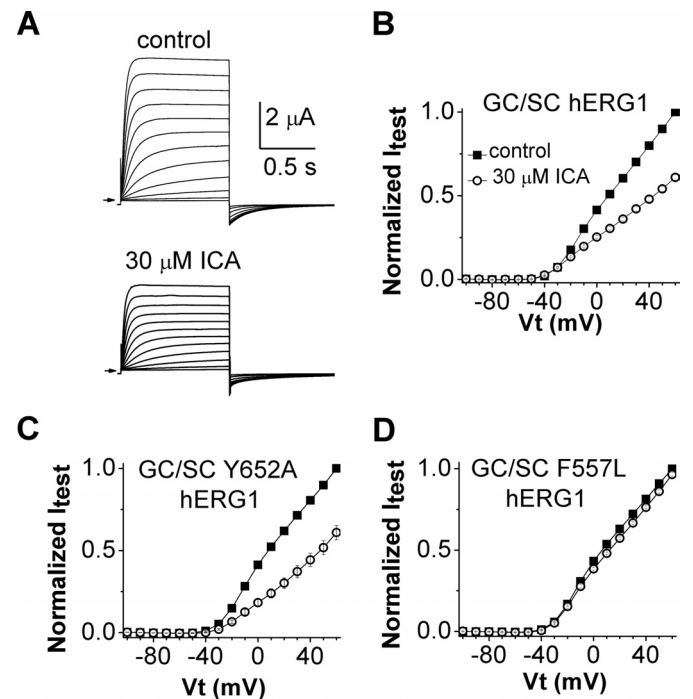 A
control
2 μA
0.5 s
30 μM ICA
B
GC/SC hERG1
control
30 μM ICA
Normalized Itest
1.0
0.5
0.0
-80 -40 0 40
Vt (mV)
C
GC/SC Y652A
hERG1
Normalized Itest
1.0
0.5
0.0
-80 -40 0 40
Vt (mV)
D
GC/SC F557L
hERG1
Normalized Itest
1.0
0.5
0.0
-80 -40 0 40
Vt (mV)